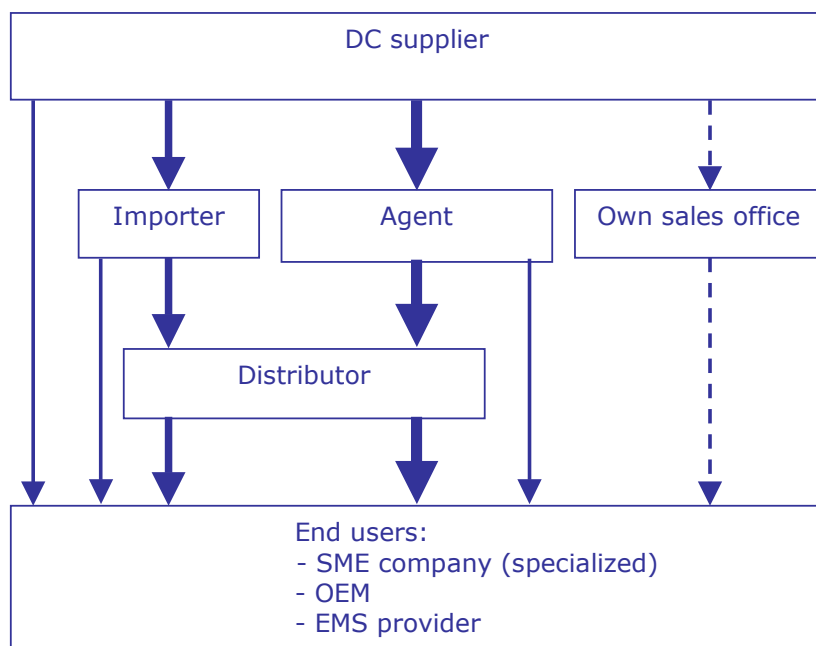 DC supplier
Importer
Agent
Own sales office
Distributor
End users:
- SME company (specialized)
- OEM
- EMS provider